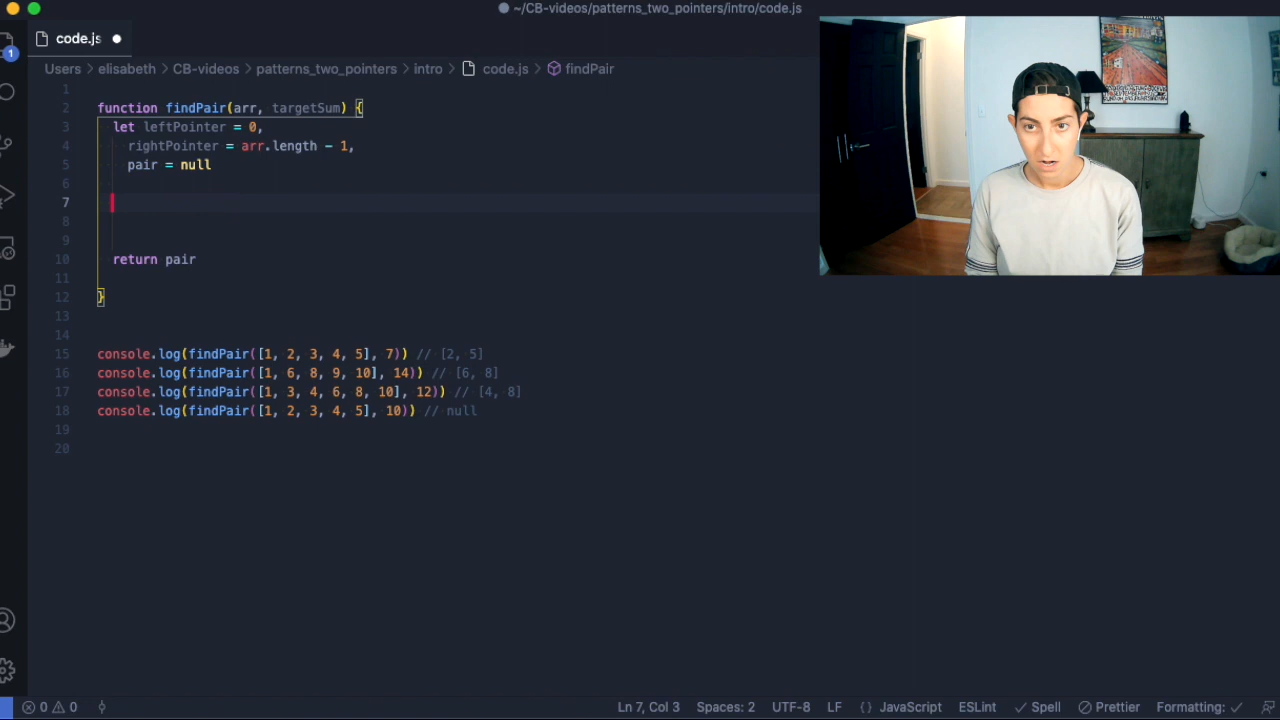 ~/CB-videos/patterns_two_pointers/intro/code.js
code.js
1
Users > elisabeth > CB-videos > patterns_two_pointers > intro > code.js > findPair
1
2 function findPair(arr, targetSum) {
3 let leftPointer = 0,
4 rightPointer = arr.length - 1,
5 pair = null
6
7
8
9
10 return pair
11
12 }
13
14
15 console.log(findPair([1, 2, 3, 4, 5], 7)) // [2, 5]
16 console.log(findPair([1, 6, 8, 9, 10], 14)) // [6, 8]
17 console.log(findPair([1, 3, 4, 6, 8, 10], 12)) // [4, 8]
18 console.log(findPair([1, 2, 3, 4, 5], 10)) // null
19
20
0 0 Ln 7, Col 3 Spaces: 2 UTF-8 LF {} JavaScript ESLint Spell Prettier Formatting: